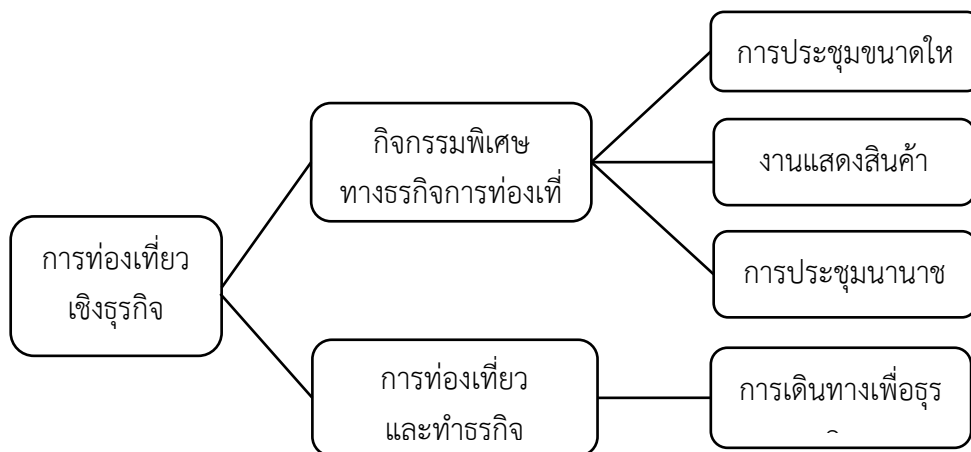 การประชุมขนาดให
กิจกรรมพิเศษ
ทางธรกิจการท่องเที่
งานแสดงสินค้า
การท่องเที่ยว
เชิงธุรกิจ
การประชุมนานาช
การท่องเที่ยว
และทำธรกิจ
การเดินทางเพื่อธุร